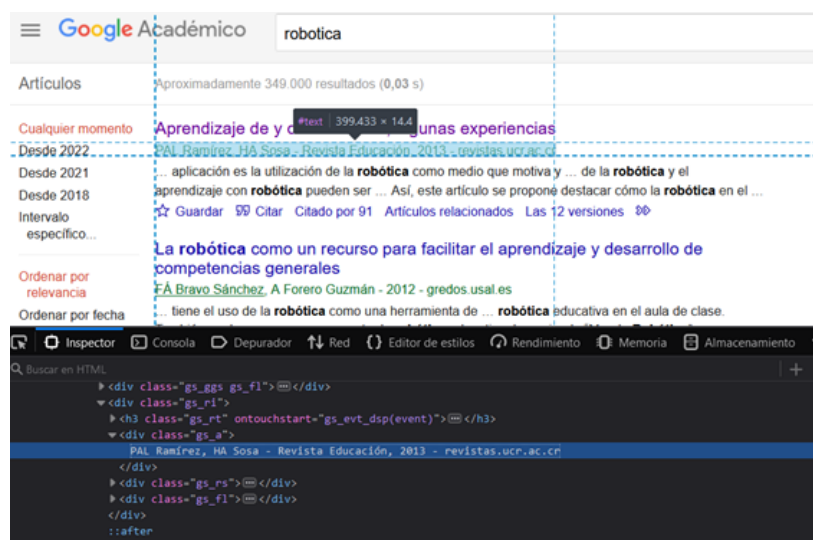 Google Académico
robotica
Artículos
Aproximadamente 349.000 resultados (0,03 s)
Cualquier momento
Desde 2022
Desde 2021
Desde 2018
Intervalo
específico...
Ordenar por
relevancia
Ordenar por fecha
Aprendizaje de y c
unas experiencias
#text 399.433 × 14.4
PAL Ramírez, HA Sosa - Revista Educación, 2013 - revistas.ucr.ac.cr
... aplicación es la utilización de la robótica como medio que motiva y ... de la robótica y el
aprendizaje con robótica pueden ser ... Así, este artículo se propone destacar cómo la robótica en el ...
Guardar Citar Citado por 91 Artículos relacionados Las 12 versiones
La robótica como un recurso para facilitar el aprendizaje y desarrollo de
competencias generales
FÁ Bravo Sánchez, A Forero Guzmán - 2012 - gredos.usal.es
... tiene el uso de la robótica como una herramienta de ... robótica educativa en el aula de clase.
Inspector Consola Depurador Red Editor de estilos Rendimiento Memoria Almacenamiento
Buscar en HTML
<div class="gs_ggs gs_fl"></div>
<div class="gs_ri">
<h3 class="gs_rt" ontouchstart="gs_evt_dsp(event)"></h3>
<div class="gs_a">
PAL Ramírez, HA Sosa - Revista Educación, 2013 - revistas.ucr.ac.cr
</div>
<div class="gs_rs"></div>
<div class="gs_fl"></div>
</div>
::after